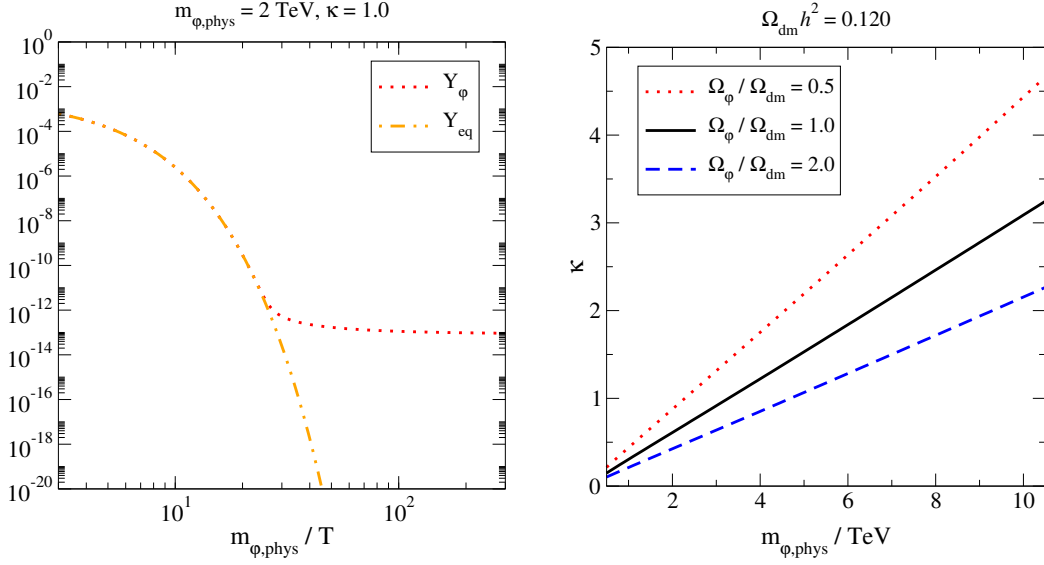 m_φ,phys = 2 TeV, κ = 1.0
10^0
10^-2
10^-4
10^-6
10^-8
10^-10
10^-12
10^-14
10^-16
10^-18
10^-20
Y_φ
Y_eq
10^1
10^2
m_φ,phys / T
Ω_dm h^2 = 0.120
5
4
3
2
1
0
κ
Ω_φ / Ω_dm = 0.5
Ω_φ / Ω_dm = 1.0
Ω_φ / Ω_dm = 2.0
2
4
6
8
10
m_φ,phys / TeV